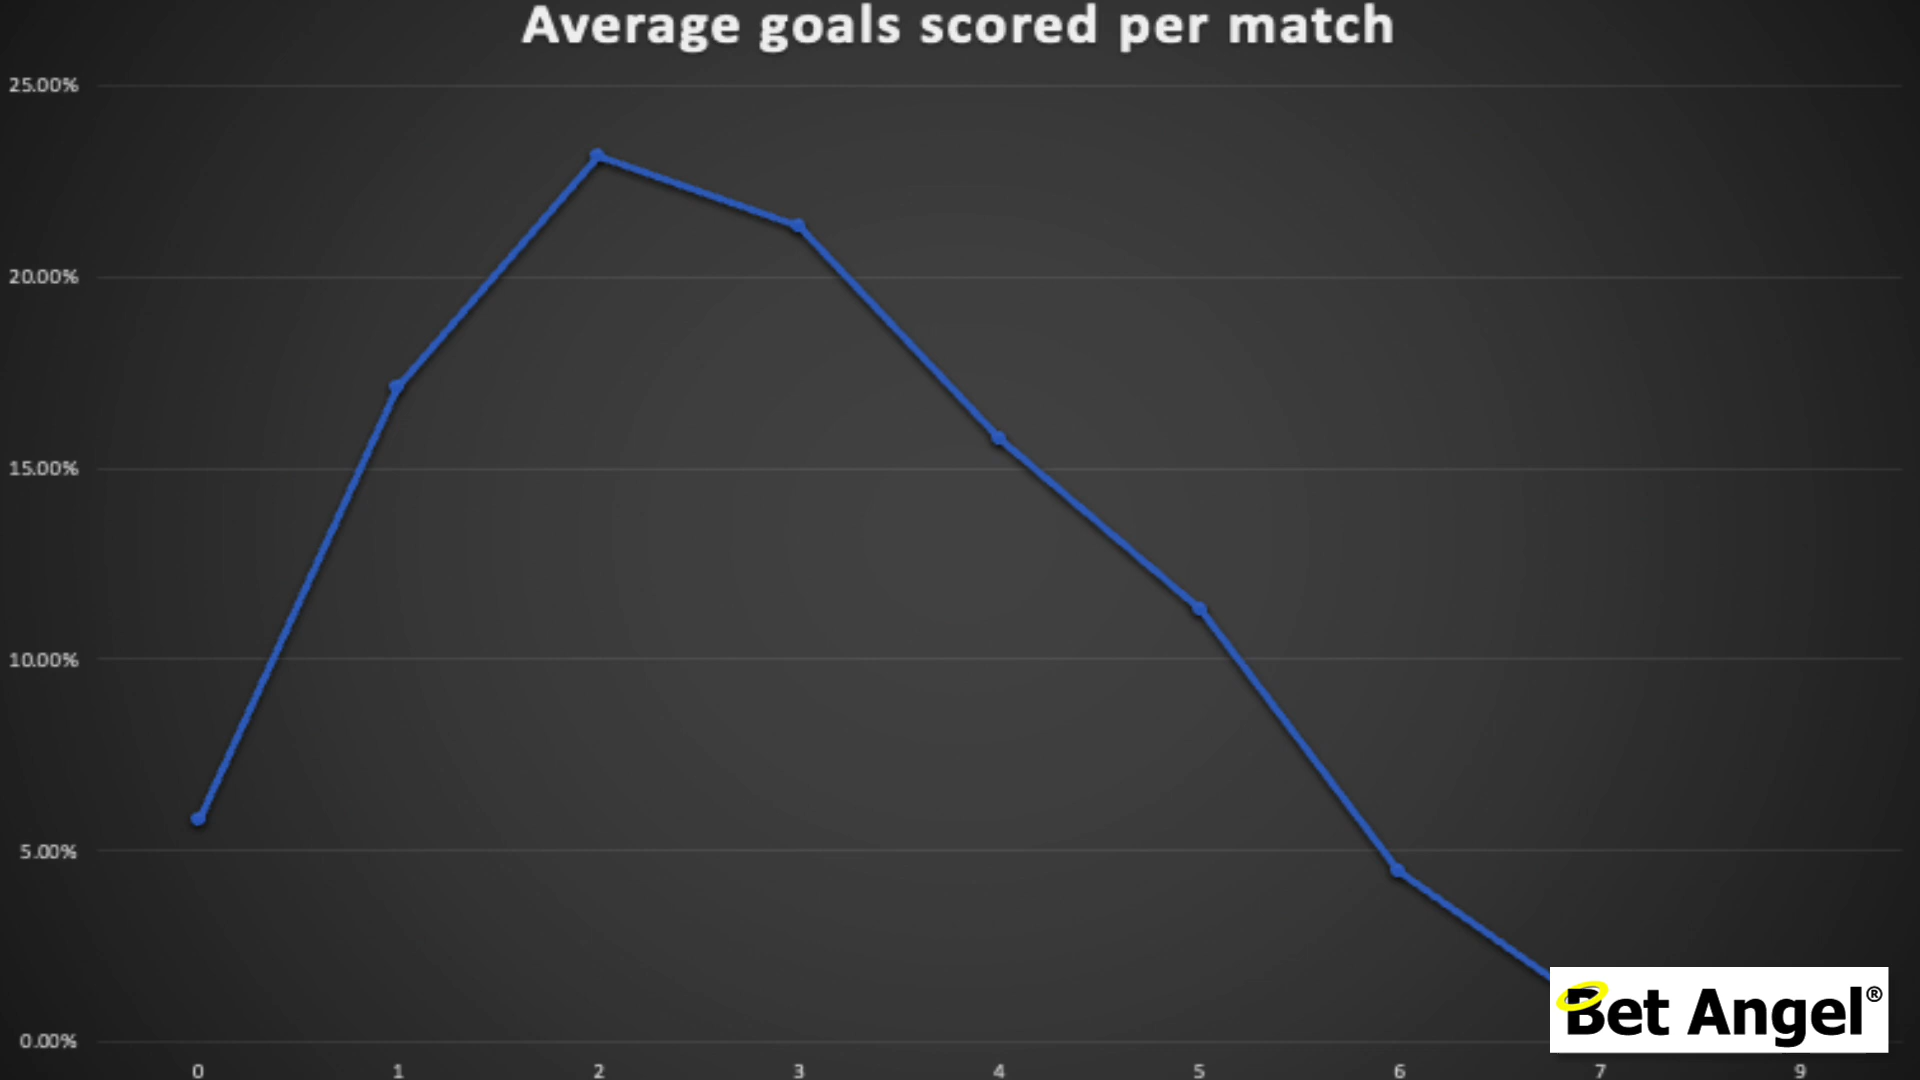 Average goals scored per match
25.00%
20.00%
15.00%
10.00%
5.00%
0.00%
0 1 2 3 4 5 6 7 9
Bet Angel®